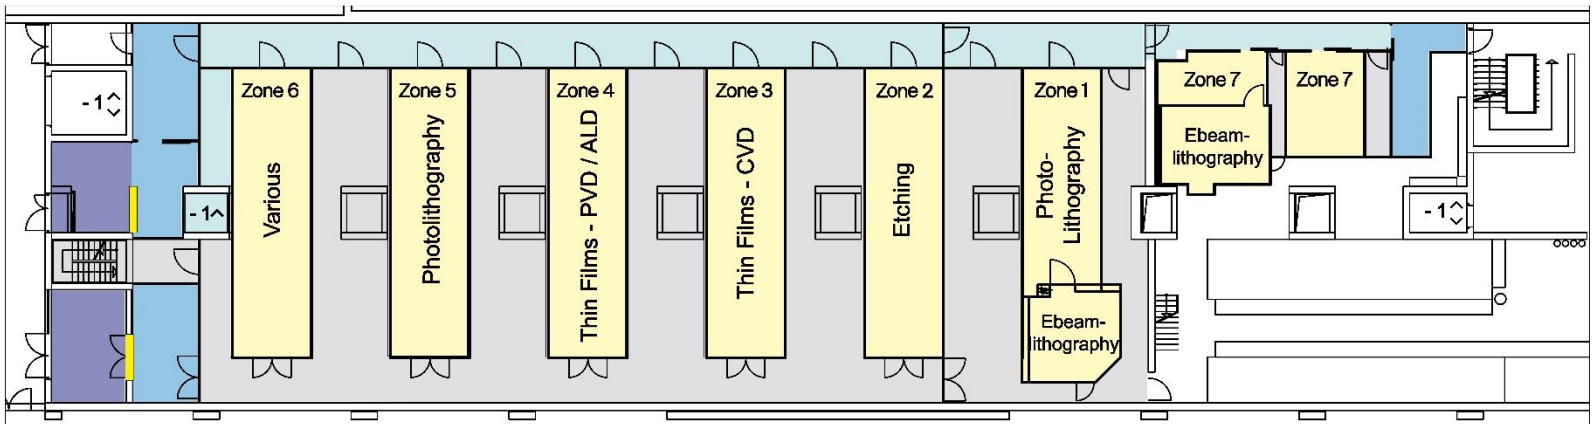 Zone 6
Zone 5
Zone 4
Zone 3
Zone 2
Zone 1
Zone 7
Zone 7
- 1
Various
Photolithography
Thin Films - PVD / ALD
Thin Films - CVD
Etching
Photo-
Lithography
Ebeam-
lithography
- 1
- 1
Ebeam-
lithography